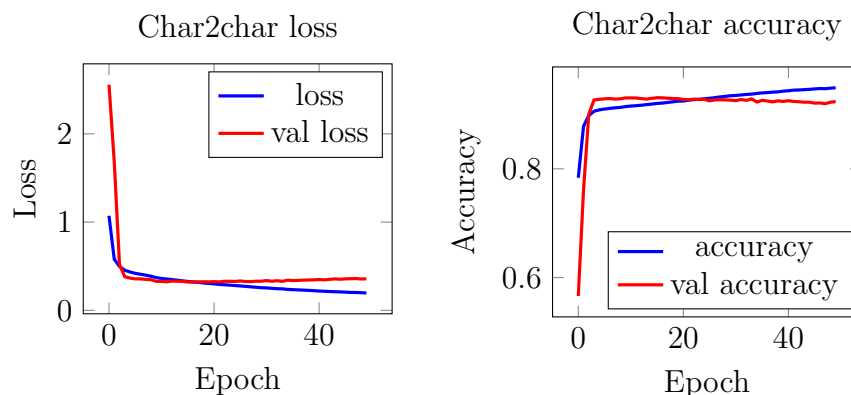 Char2char loss
2
1
0
Loss
loss
val loss
0
20
40
Epoch
Char2char accuracy
0.8
0.6
Accuracy
accuracy
val accuracy
0
20
40
Epoch